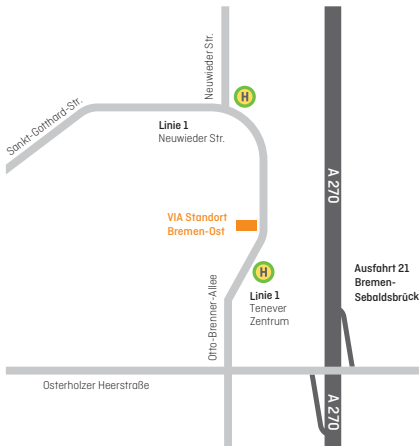 Neuwieder Str.
H
Sankt-Gotthard-Str.
Linie 1
Neuwieder Str.
A 270
VIA Standort
Bremen-Ost
H
Ausfahrt 21
Bremen-
Sebaldsbrück
Otto-Brenner-Allee
Linie 1
Tenever
Zentrum
Osterholzer Heerstraße
A 270